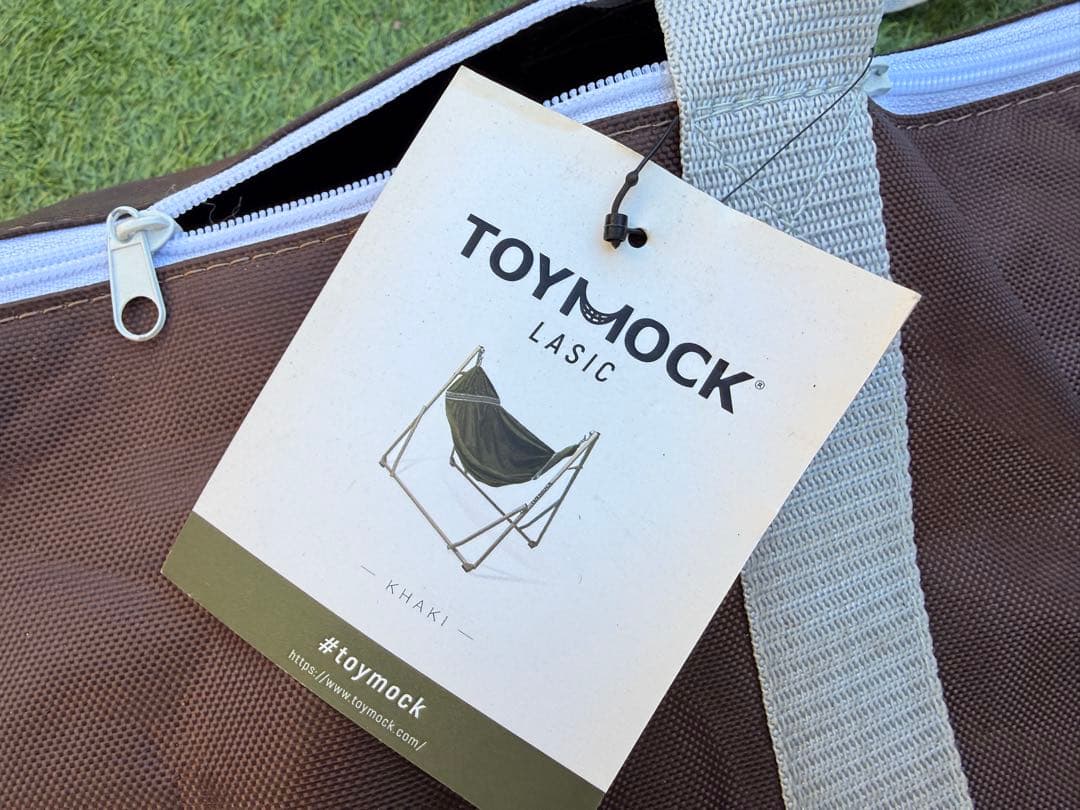 TOYMOCK®
LASIC
— KHAKI —
#toymock
https://www.toymock.com/